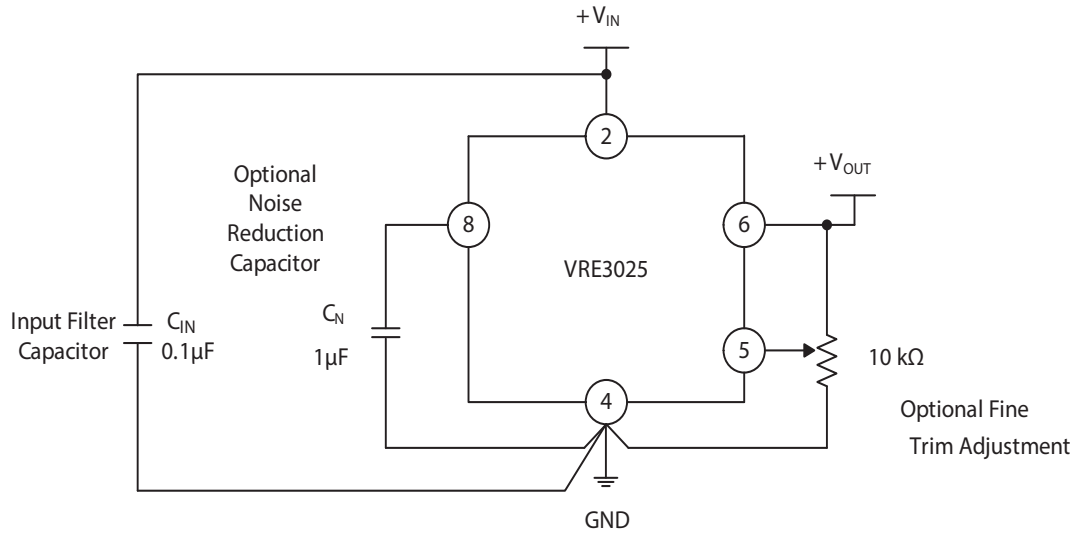 +V_IN
2
Optional
Noise
Reduction
Capacitor
8
6
+V_OUT
VRE3025
Input Filter
Capacitor
C_IN
0.1µF
C_N
1µF
5
10 kΩ
4
Optional Fine
Trim Adjustment
GND